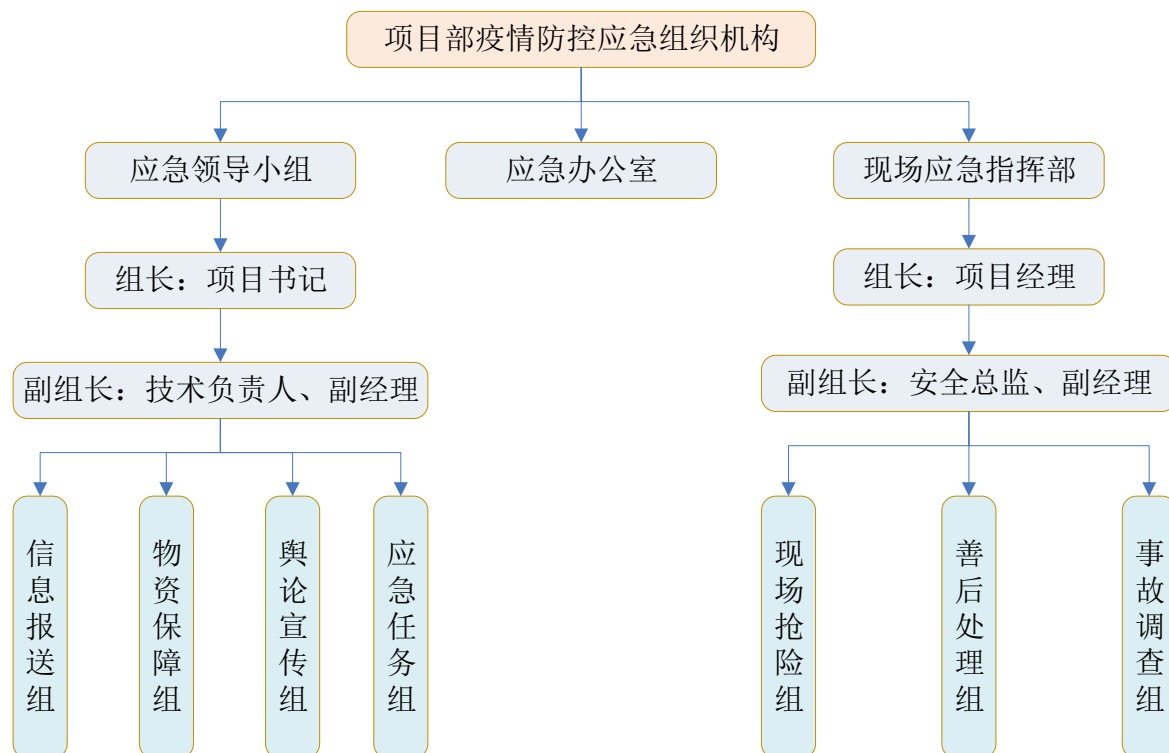 项目部疫情防控应急组织机构
应急领导小组
应急办公室
现场应急指挥部
组长：项目书记
组长：项目经理
副组长：技术负责人、副经理
副组长：安全总监、副经理
信息报送组
物资保障组
舆论宣传组
应急任务组
现场抢险组
善后处理组
事故调查组